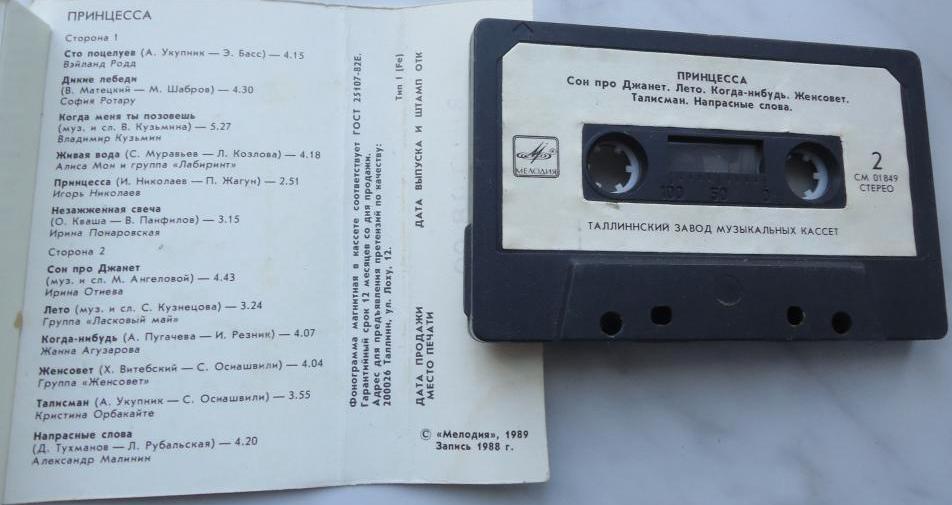 ПРИНЦЕССА
Сторона 1
Сто поцелуев (А. Укупник — Э. Басс) — 4.15
Вэйланд Родд
Дикие лебеди
(В. Матецкий — М. Шабров) — 4.30
София Ротару
Когда меня ты позовешь
(муз. и сл. В. Кузьмина) — 5.27
Владимир Кузьмин
Живая вода (С. Муравьев — Л. Козлова) — 4.18
Алиса Мон и группа «Лабиринт»
Принцесса (И. Николаев — П. Жагун) — 2.51
Игорь Николаев
Незажженная свеча
(О. Кваша — В. Панфилов) — 3.15
Ирина Понаровская
Сторона 2
Сон про Джанет
(муз. и сл. М. Ангеловой) — 4.43
Ирина Отиева
Лето (муз. и сл. С. Кузнецова) — 3.24
Группа «Ласковый май»
Когда-нибудь (А. Пугачева — И. Резник) — 4.07
Жанна Агузарова
Женсовет (Х. Витебский — С. Осиашвили) — 4.04
Группа «Женсовет»
Талисман (А. Укупник — С. Осиашвили) — 3.55
Кристина Орбакайте
Напрасные слова
(Д. Тухманов — Л. Рубальская) — 4.20
Александр Малинин
Фонограмма магнитная в кассете соответствует ГОСТ 25107-82Е.
Гарантийный срок 12 месяцев со дня продажи.
Адрес для предъявления претензий по качеству:
200026 Таллинн, ул. Лоху, 12.
Тип I [Fe]
ДАТА ПРОДАЖИ ДАТА ВЫПУСКА И ШТАМП ОТК
МЕСТО ПЕЧАТИ
© «Мелодия», 1989
Запись 1988 г.
ПРИНЦЕССА
Сон про Джанет. Лето. Когда-нибудь. Женсовет.
Талисман. Напрасные слова.
МЕЛОДИЯ
100 50 0
2
СМ 01849
СТЕРЕО
ТАЛЛИННСКИЙ ЗАВОД МУЗЫКАЛЬНЫХ КАССЕТ